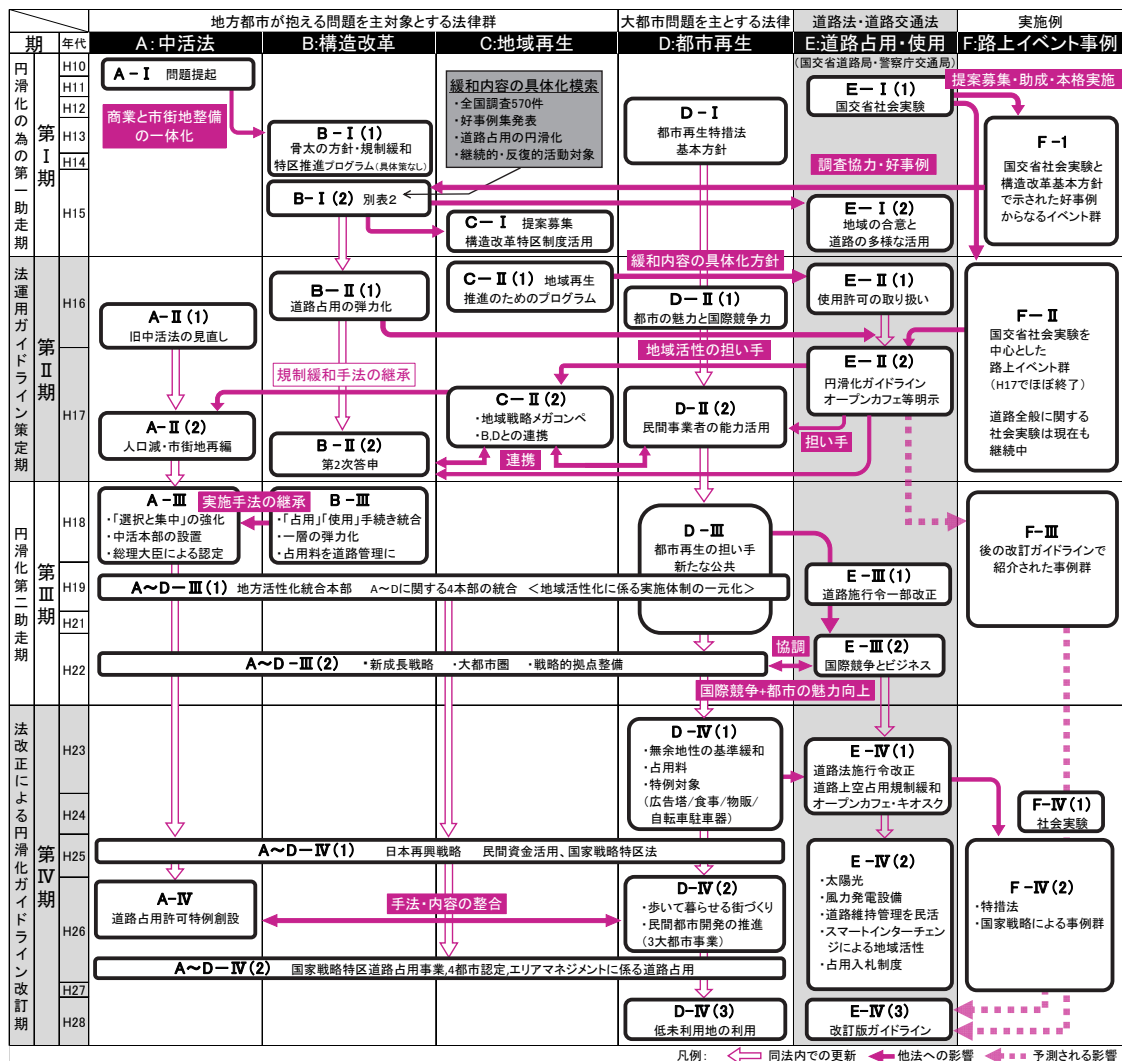 地方都市が抱える問題を主対象とする法律群
大都市問題を主とする法律
道路法・道路交通法
実施例
期
年代
A:中活法
B:構造改革
C:地域再生
D:都市再生
E:道路占用・使用
F:路上イベント事例
(国交省道路局・警察庁交通局)
円滑化の為の第一助走期
第Ⅰ期
H10
H11
H12
H13
H14
H15
A-Ⅰ 問題提起
商業と市街地整備
の一体化
B-Ⅰ(1)
骨太の方針・規制緩和
特区推進プログラム(具体策なし)
B-Ⅰ(2) 別表2
緩和内容の具体化模索
・全国調査570件
・好事例集発表
・道路占用の円滑化
・継続的・反復的活動対象
C-Ⅰ 提案募集
構造改革特区制度活用
D-Ⅰ
都市再生特措法
基本方針
E-Ⅰ(1)
国交省社会実験
提案募集・助成・本格実施
調査協力・好事例
E-Ⅰ(2)
地域の合意と
道路の多様な活用
F-1
国交省社会実験と
構造改革基本方針
で示された好事例
からなるイベント群
法運用ガイドライン策定期
第Ⅱ期
H16
H17
A-Ⅱ(1)
旧中活法の見直し
A-Ⅱ(2)
人口減・市街地再編
B-Ⅱ(1)
道路占用の弾力化
規制緩和手法の継承
B-Ⅱ(2)
第2次答申
C-Ⅱ(1) 地域再生
推進のためのプログラム
C-Ⅱ(2)
・地域戦略メガコンペ
・B,Dとの連携
連携
緩和内容の具体化方針
D-Ⅱ(1)
都市の魅力と国際競争力
地域活性の担い手
D-Ⅱ(2)
民間事業者の能力活用
E-Ⅱ(1)
使用許可の取り扱い
E-Ⅱ(2)
円滑化ガイドライン
オープンカフェ等明示
担い手
F-Ⅱ
国交省社会実験を
中心とした
路上イベント群
(H17でほぼ終了)
道路全般に関する
社会実験は現在も
継続中
円滑化第二助走期
第Ⅲ期
H18
H19
H21
H22
A-Ⅲ
・「選択と集中」の強化
・中活本部の設置
・総理大臣による認定
実施手法の継承
B-Ⅲ
・「占用」「使用」手続き統合
・一層の弾力化
・占用料を道路管理に
D-Ⅲ
都市再生の担い手
新たな公共
A~D-Ⅲ(1) 地方活性化統合本部 A~Dに関する4本部の統合 <地域活性化に係る実施体制の一元化>
E-Ⅲ(1)
道路施行令一部改正
F-Ⅲ
後の改訂ガイドラインで
紹介された事例群
A~D-Ⅲ(2) ・新成長戦略 ・大都市圏 ・戦略的拠点整備
協調
E-Ⅲ(2)
国際競争とビジネス
国際競争+都市の魅力向上
法改正による円滑化ガイドライン改訂期
第Ⅳ期
H23
H24
H25
H26
H27
H28
D-Ⅳ(1)
・無余地性の基準緩和
・占用料
・特例対象
(広告塔/食事/物販/
自転車駐車器)
E-Ⅳ(1)
道路法施行令改正
道路上空占用規制緩和
オープンカフェ・キオスク
F-Ⅳ(1)
社会実験
A~D-Ⅳ(1) 日本再興戦略 民間資金活用、国家戦略特区法
A-Ⅳ
道路占用許可特例創設
手法・内容の整合
D-Ⅳ(2)
・歩いて暮らせる街づくり
・民間都市開発の推進
(3大都市事業)
E-Ⅳ(2)
・太陽光
・風力発電設備
・道路維持管理を民活
・スマートインターチェ
ンジによる地域活性
・占用入札制度
F-Ⅳ(2)
・特措法
・国家戦略による事例群
A~D-Ⅳ(2) 国家戦略特区道路占用事業,4都市認定,エリアマネジメントに係る道路占用
D-Ⅳ(3)
低未利用地の利用
E-Ⅳ(3)
改訂版ガイドライン
凡例: 同法内での更新 他法への影響 予測される影響